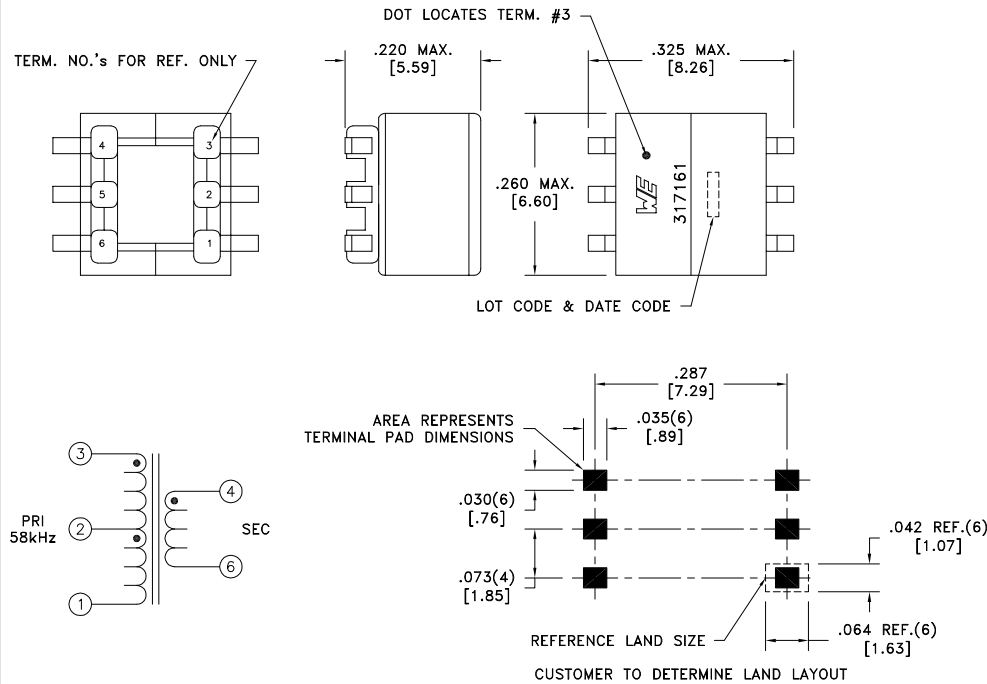 DOT LOCATES TERM. #3
TERM. NO.'s FOR REF. ONLY
.220 MAX.
[5.59]
.325 MAX.
[8.26]
4
3
5
2
6
1
.260 MAX.
[6.60]
WE
317161
LOT CODE & DATE CODE
.287
[7.29]
AREA REPRESENTS
TERMINAL PAD DIMENSIONS
.035(6)
[.89]
3
4
PRI
58kHz
2
SEC
6
1
.030(6)
[.76]
.042 REF.(6)
[1.07]
.073(4)
[1.85]
REFERENCE LAND SIZE
.064 REF.(6)
[1.63]
CUSTOMER TO DETERMINE LAND LAYOUT